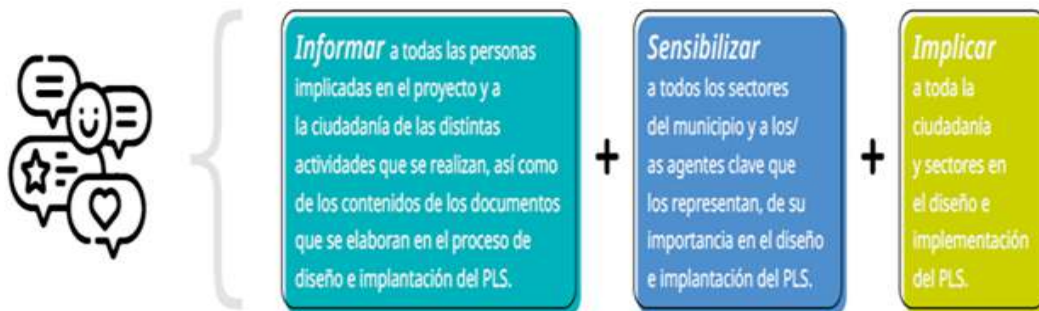 Informar a todas las personas
implicadas en el proyecto y a
la ciudadanía de las distintas
actividades que se realizan, así como
de los contenidos de los documentos
que se elaboran en el proceso de
diseño e implantación del PLS.
+
Sensibilizar
a todos los sectores
del municipio y a los/
as agentes clave que
los representan, de su
importancia en el diseño
e implantación del PLS.
+
Implicar
a toda la
ciudadanía
y sectores en
el diseño e
implementación
del PLS.